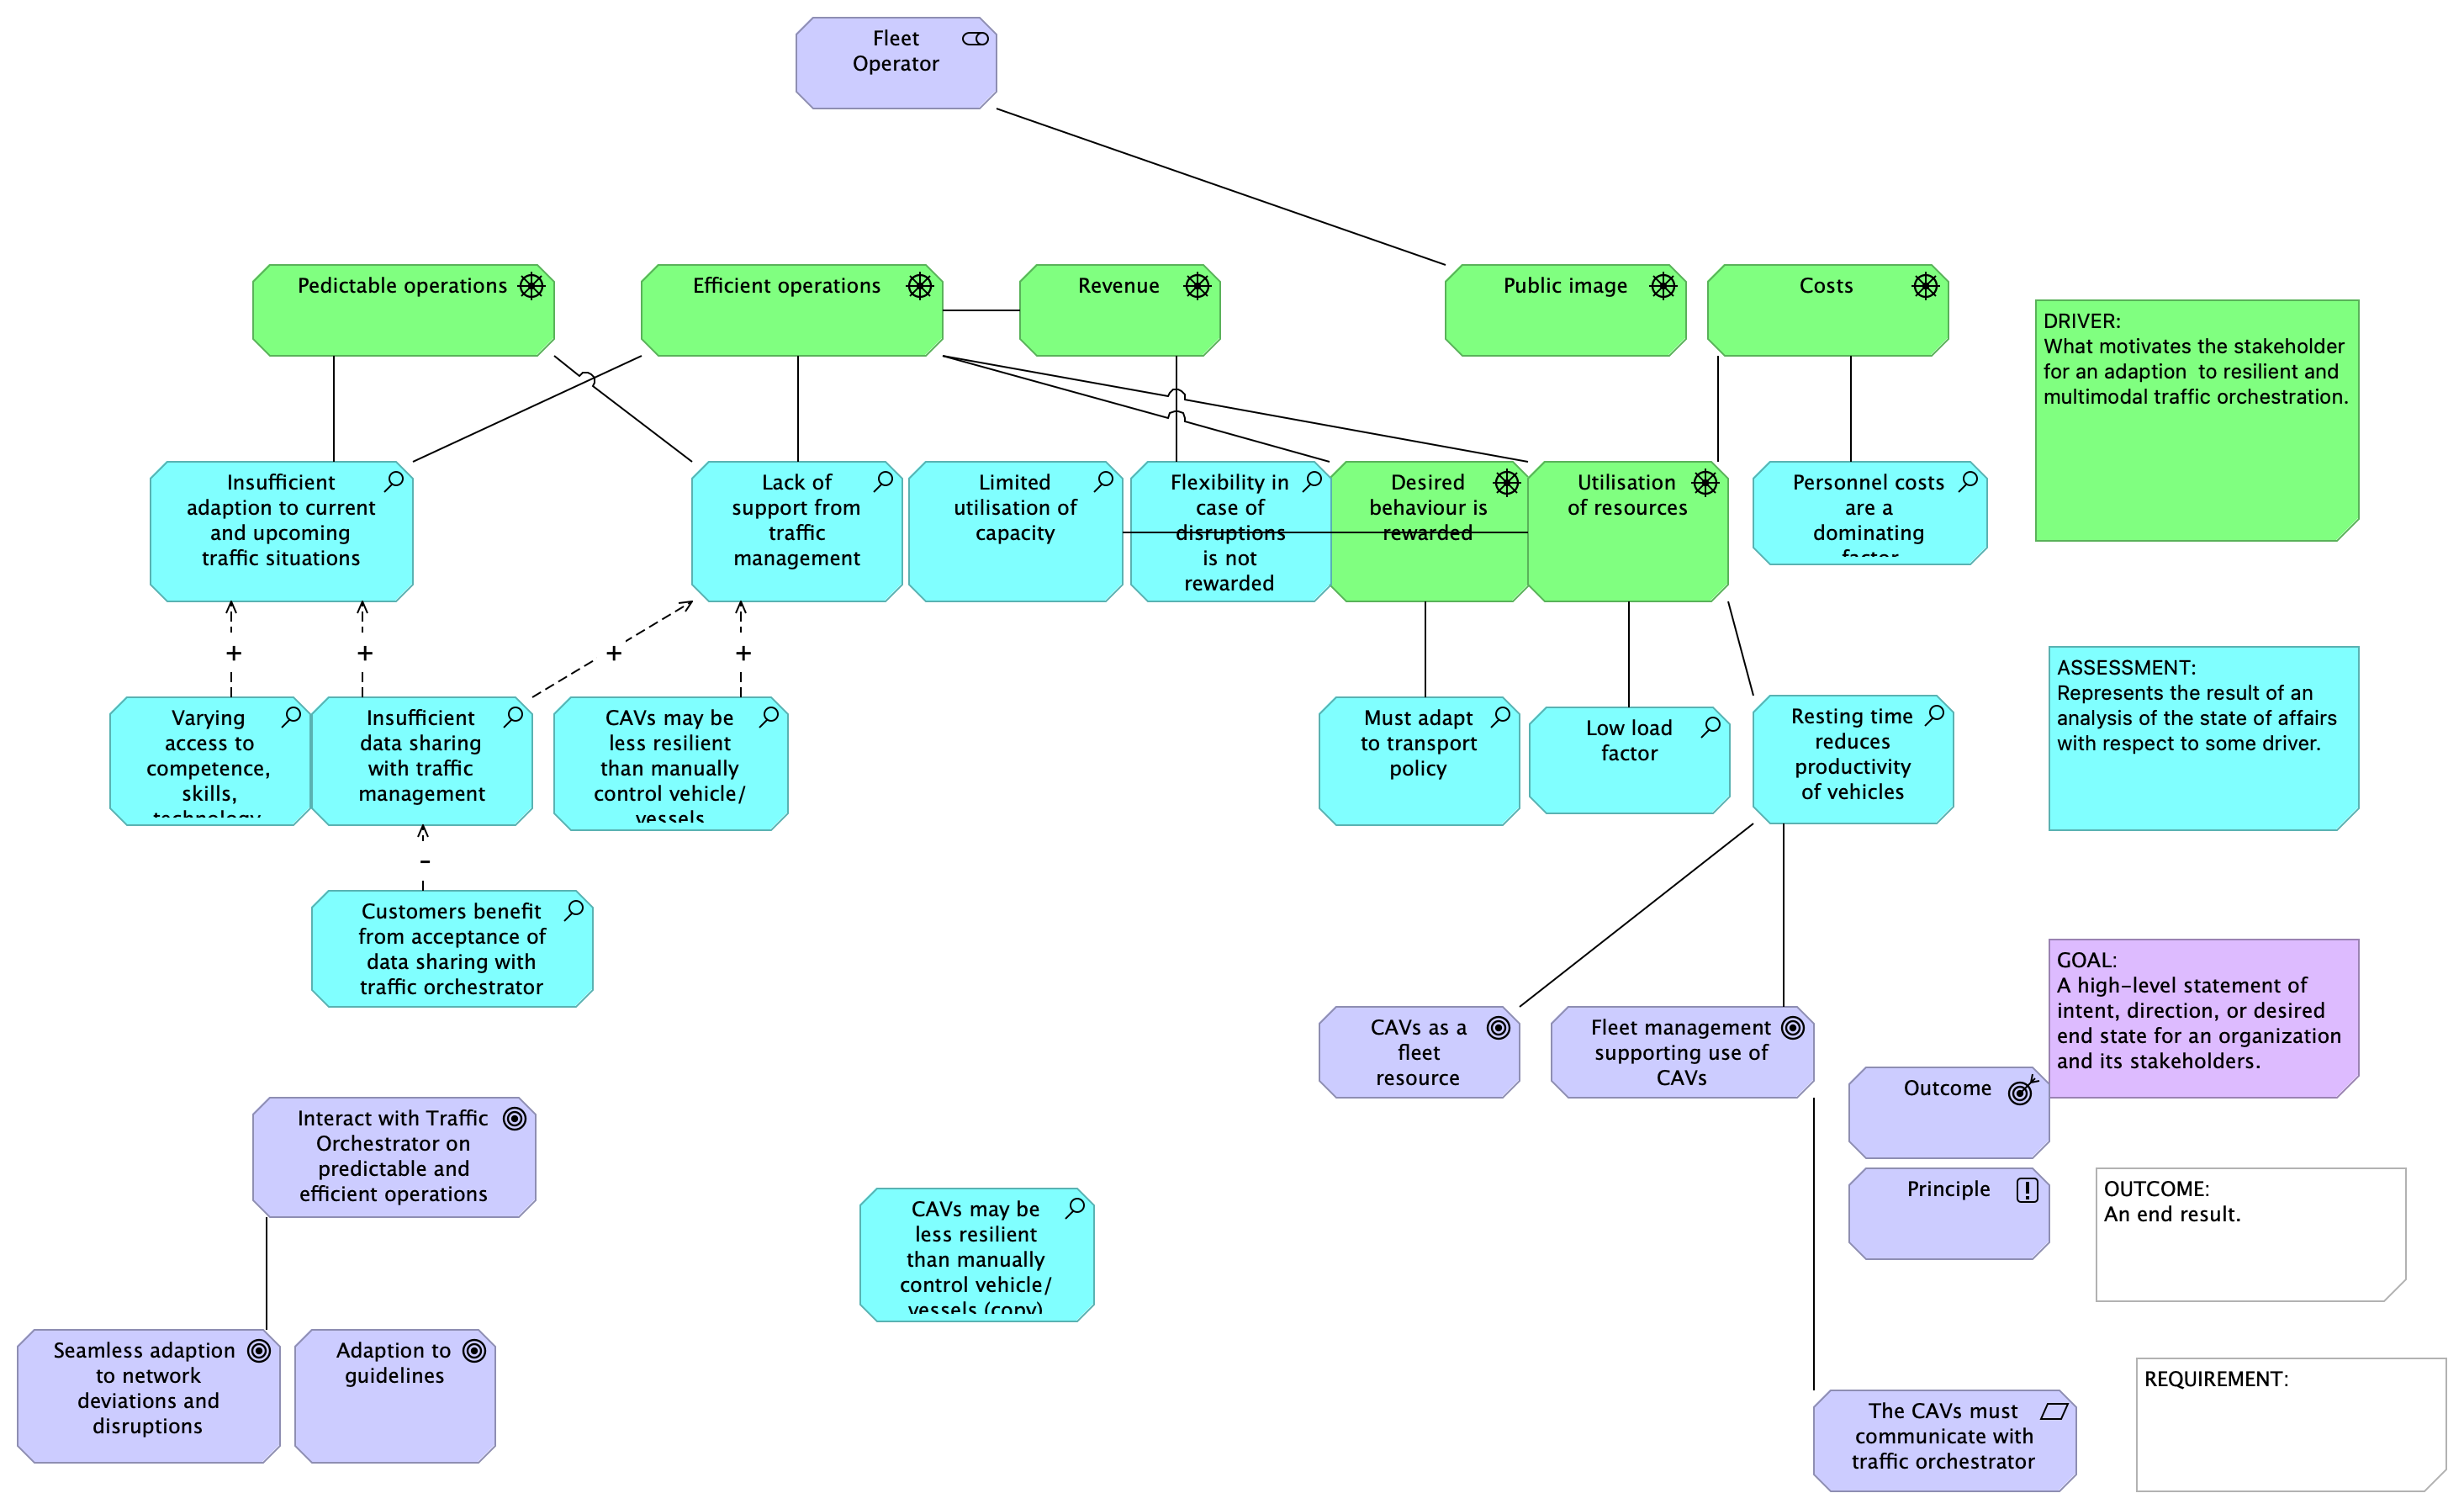 Fleet
Operator
Pedictable operations
Efficient operations
Revenue
Public image
Costs
DRIVER:
What motivates the stakeholder
for an adaption  to resilient and
multimodal traffic orchestration.
Insufficient
adaption to current
and upcoming
traffic situations
Lack of
support from
traffic
management
Limited
utilisation of
capacity
Flexibility in
case of
disruptions
is not
rewarded
Desired
behaviour is
rewarded
Utilisation
of resources
Personnel costs
are a
dominating
factor
+
+
+
+
ASSESSMENT:
Represents the result of an
analysis of the state of affairs
with respect to some driver.
Varying
access to
competence,
skills,
technology
Insufficient
data sharing
with traffic
management
CAVs may be
less resilient
than manually
control vehicle/
vessels
Must adapt
to transport
policy
Low load
factor
Resting time
reduces
productivity
of vehicles
-
Customers benefit
from acceptance of
data sharing with
traffic orchestrator
GOAL:
A high-level statement of
intent, direction, or desired
end state for an organization
and its stakeholders.
CAVs as a
fleet
resource
Fleet management
supporting use of
CAVs
Outcome
Interact with Traffic
Orchestrator on
predictable and
efficient operations
Principle
OUTCOME:
An end result.
CAVs may be
less resilient
than manually
control vehicle/
vessels (copy)
Seamless adaption
to network
deviations and
disruptions
Adaption to
guidelines
REQUIREMENT:
The CAVs must
communicate with
traffic orchestrator